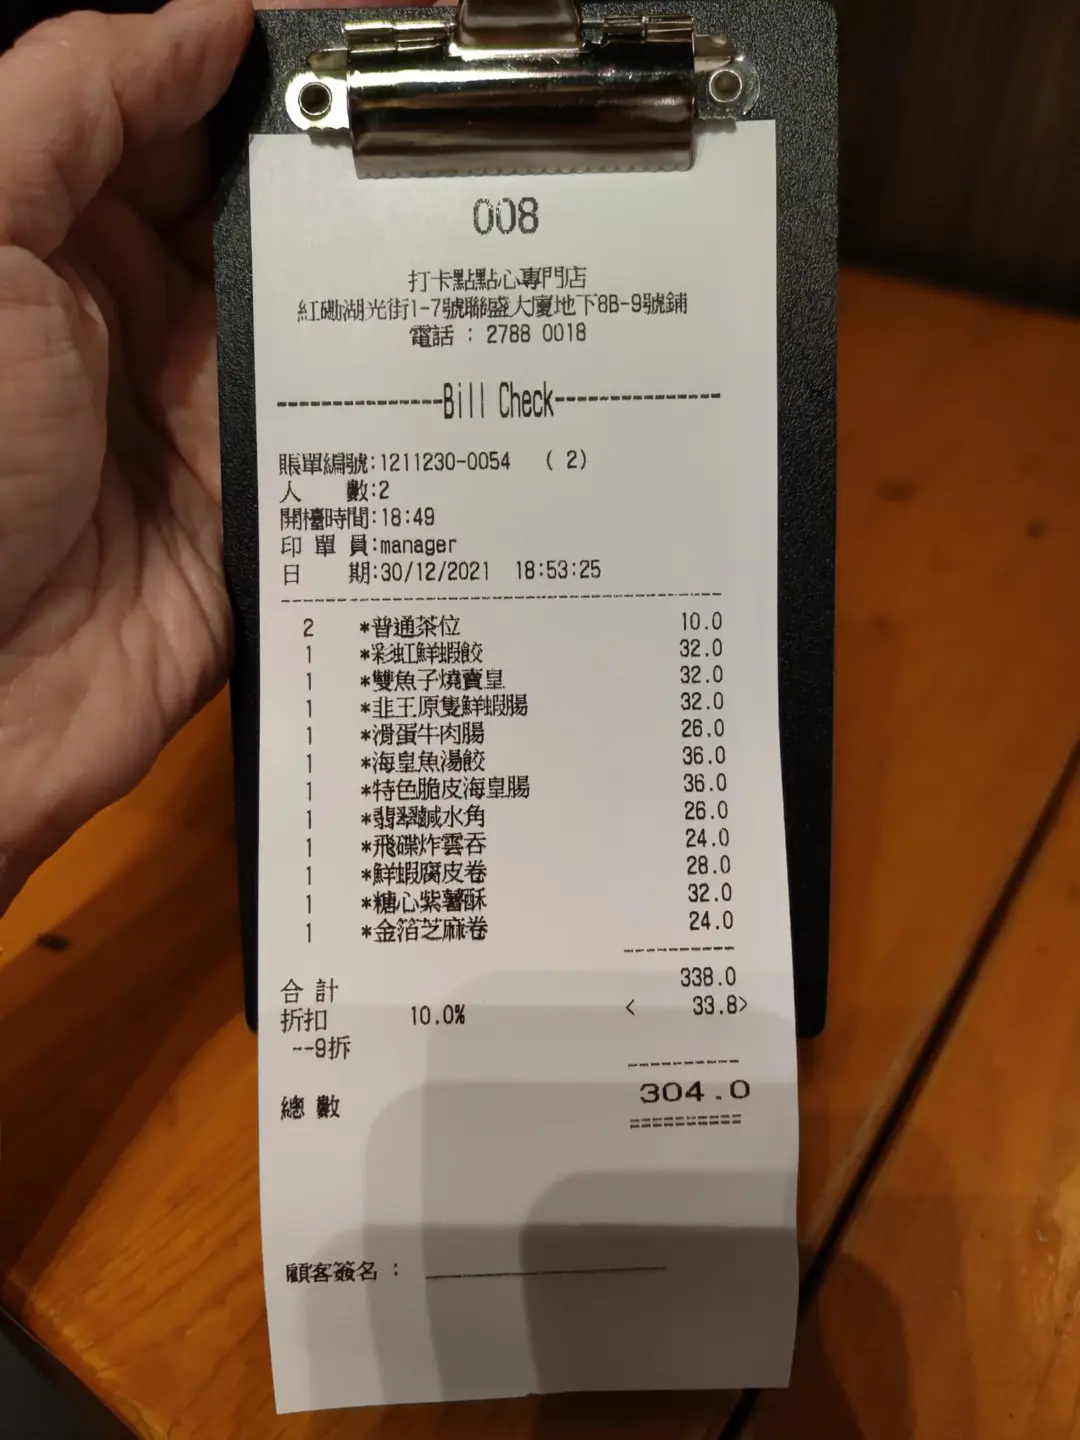 008
打卡點點心專門店
紅磡湖光街1-7號聯盛大廈地下8B-9號鋪
電話 : 2788 0018
---------------Bill Check---------------
賬單編號:1211230-0054 ( 2)
人 數:2
開檯時間:18:49
印 單 員:manager
日 期:30/12/2021 18:53:25
2 *普通茶位 10.0
1 *彩虹鮮蝦餃 32.0
1 *雙魚子燒賣皇 32.0
1 *韭王原隻鮮蝦腸 32.0
1 *滑蛋牛肉腸 26.0
1 *海皇魚湯餃 36.0
1 *特色脆皮海皇腸 36.0
1 *翡翠鹹水角 26.0
1 *飛碟炸雲吞 24.0
1 *鮮蝦腐皮卷 28.0
1 *糖心紫薯酥 32.0
1 *金箔芝麻卷 24.0
合 計 338.0
折扣 10.0% < 33.8>
--9折
總 數 304.0
顧客簽名 :